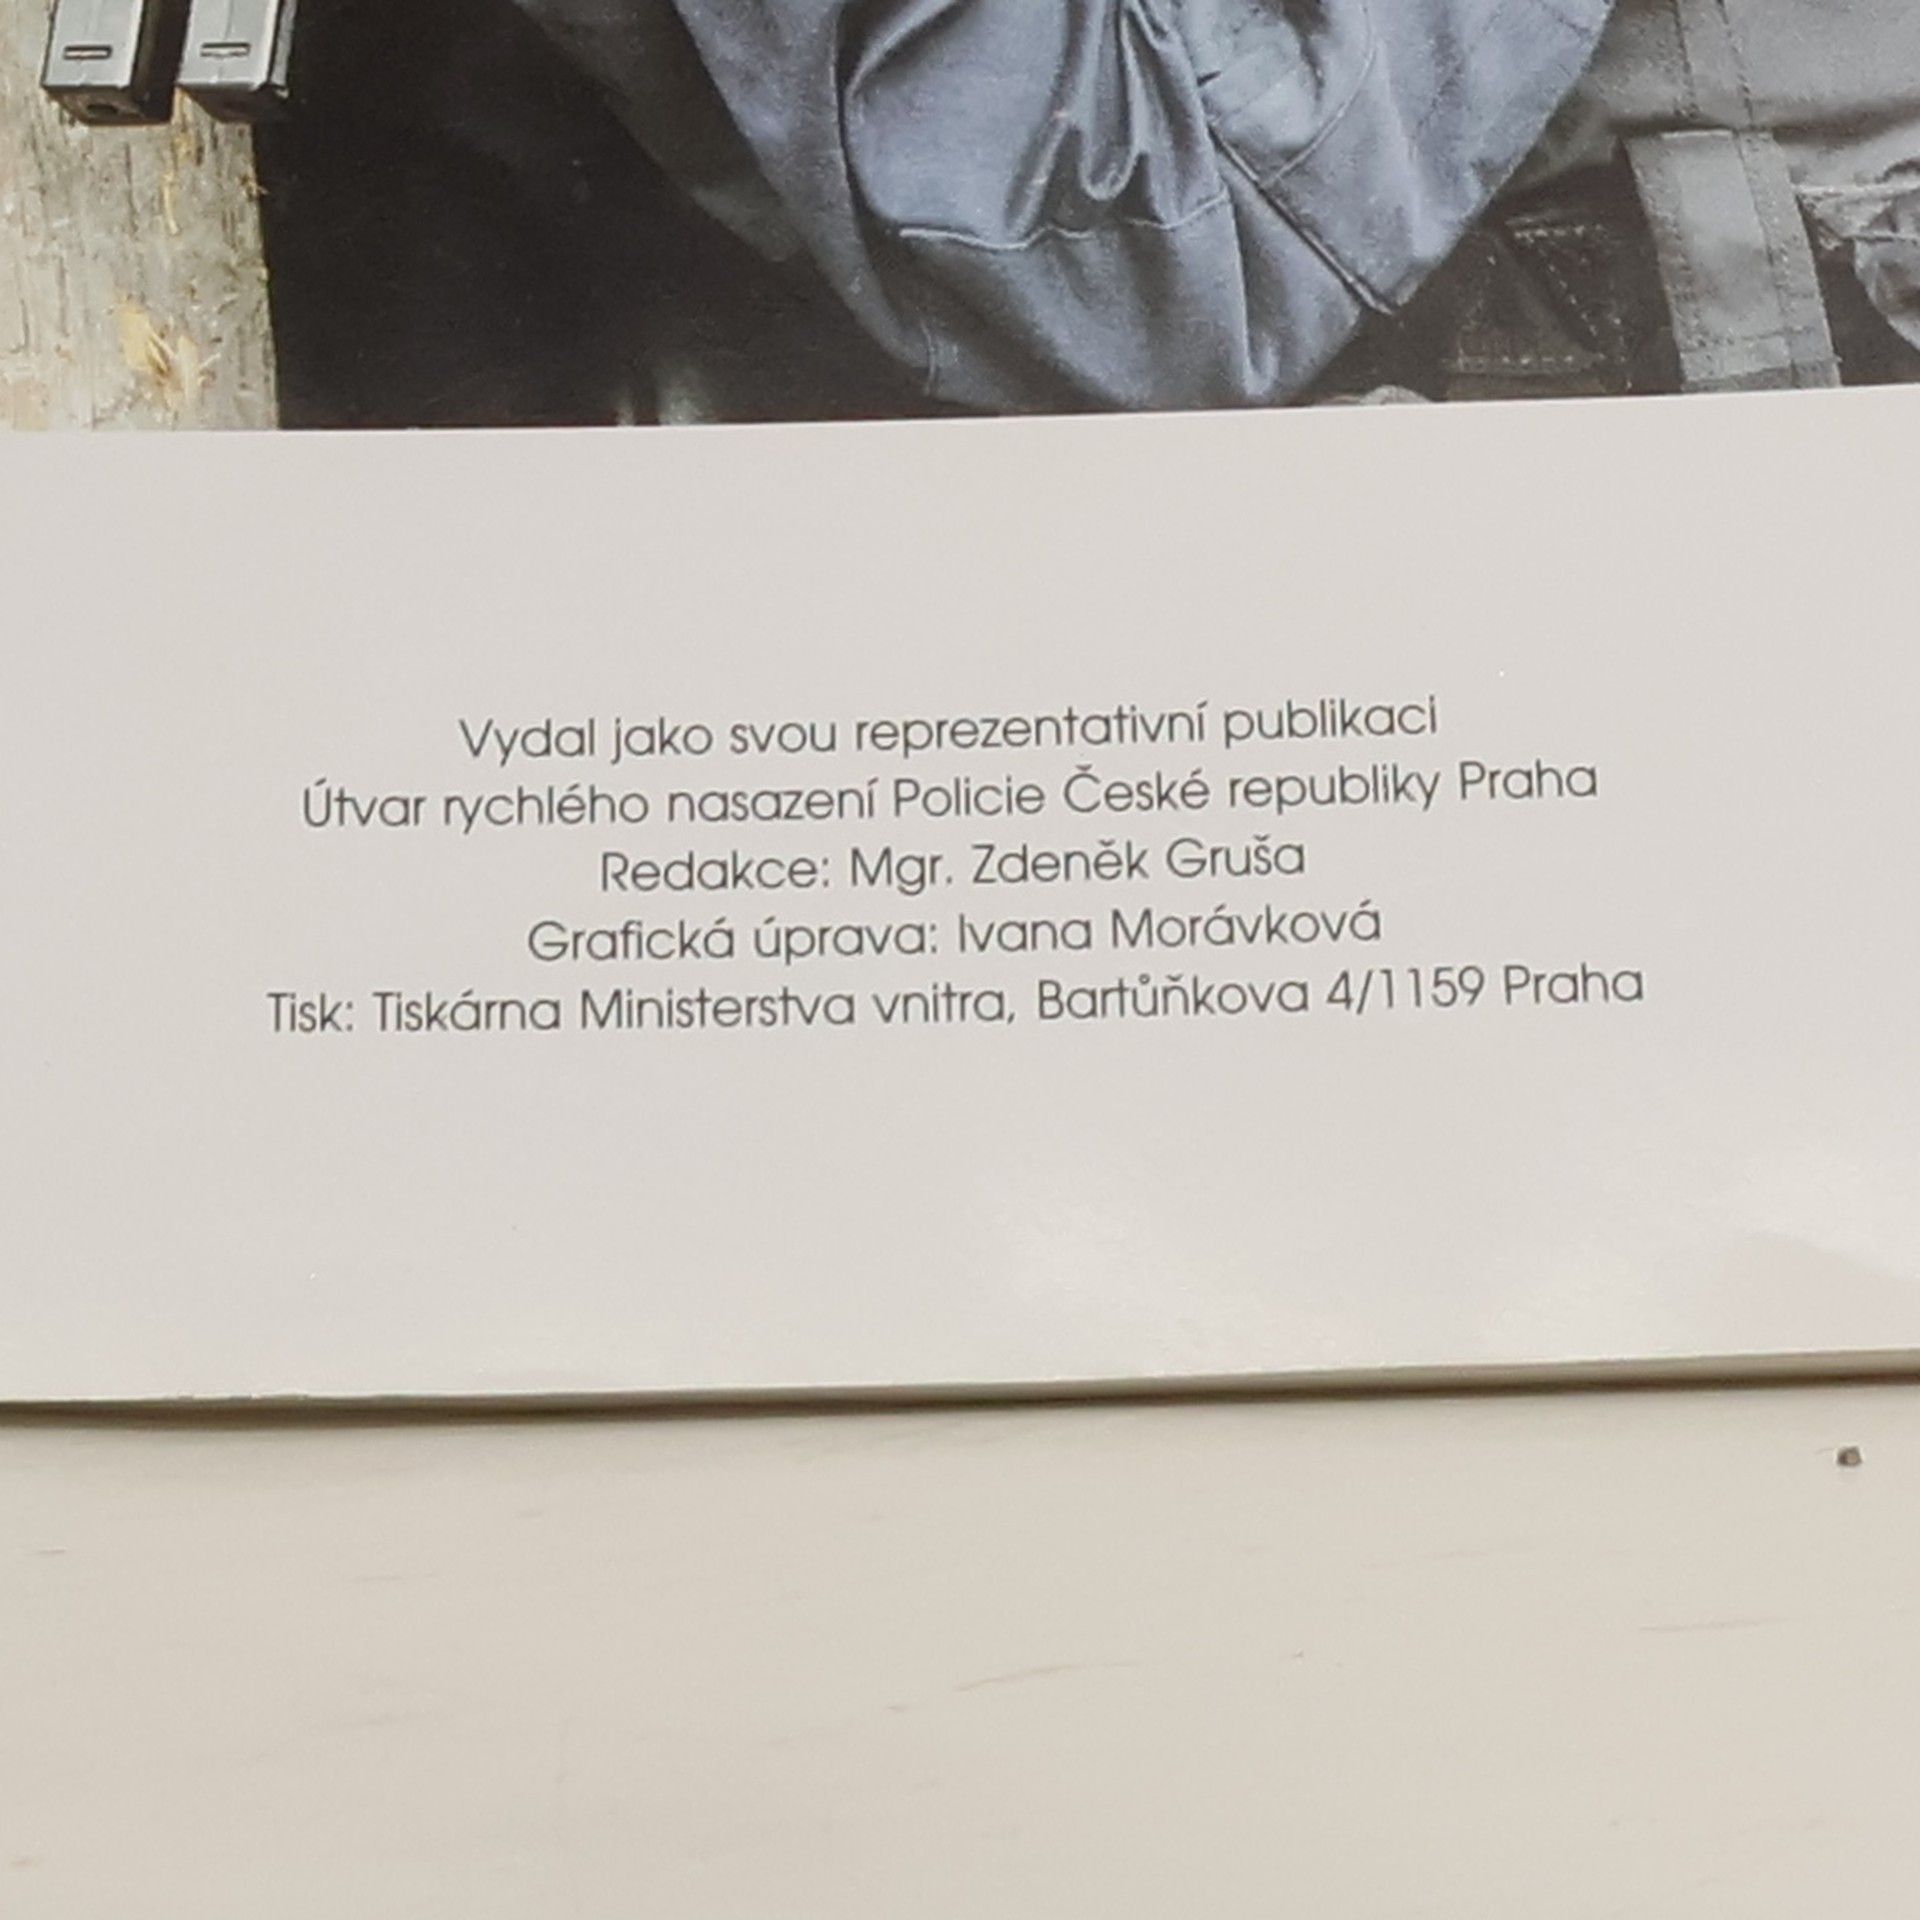 Vydal jako svou reprezentativní publikaci
Útvar rychlého nasazení Policie České republiky Praha
Redakce: Mgr. Zdeněk Gruša
Grafická úprava: Ivana Morávková
Tisk: Tiskárna Ministerstva vnitra, Bartůňkova 4/1159 Praha